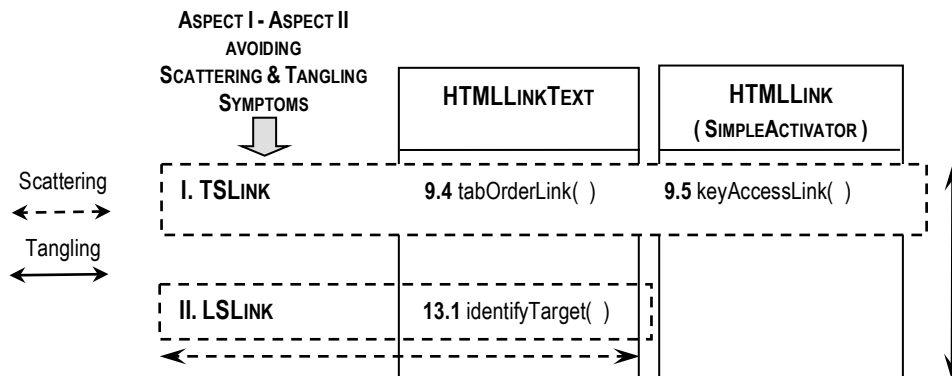 ASPECT I - ASPECT II
AVOIDING
SCATTERING & TANGLING
SYMPTOMS
HTMLLINKTEXT
HTMLLINK
( SIMPLEACTIVATOR )
Scattering
Tangling
I. TSLINK
9.4 tabOrderLink( )
9.5 keyAccessLink( )
II. LSLINK
13.1 identifyTarget( )